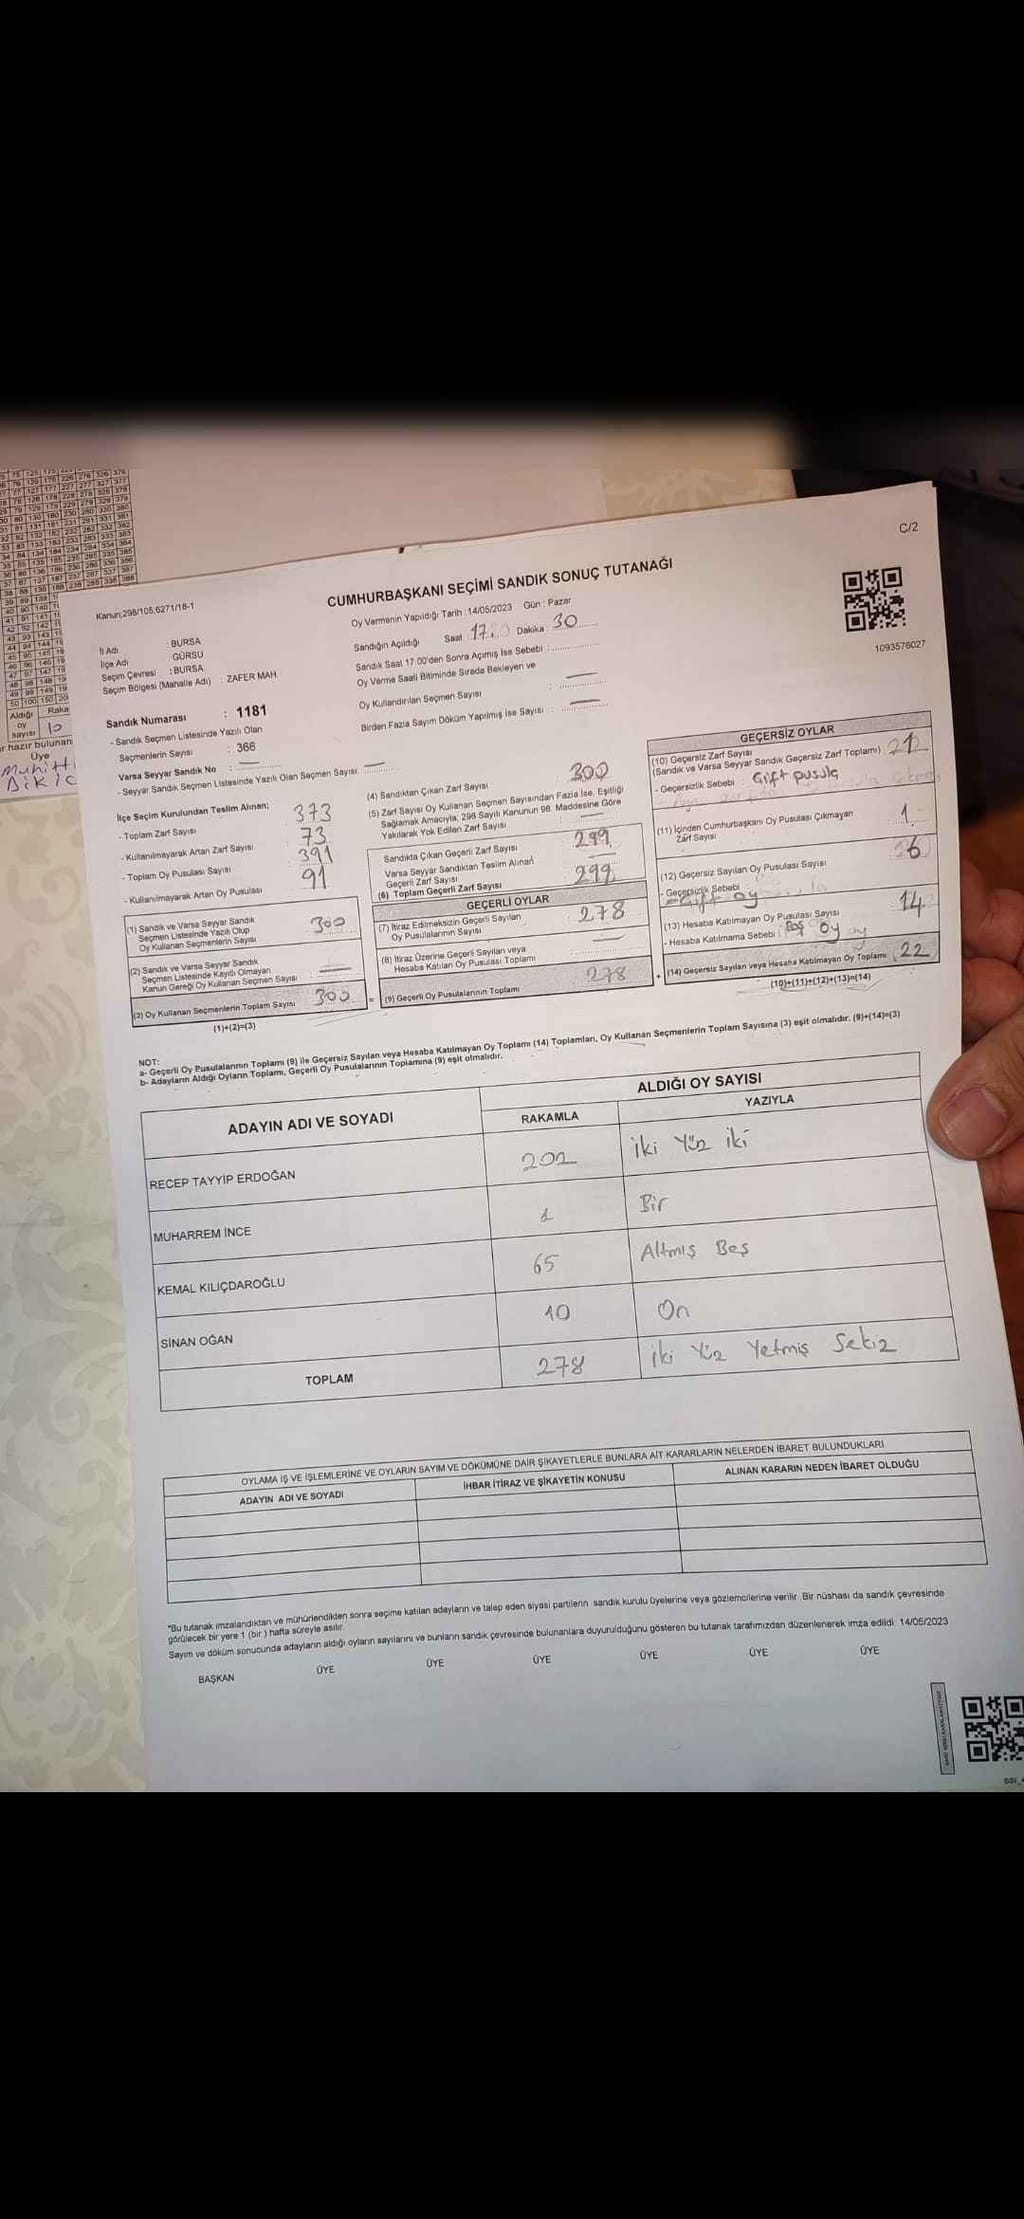 C/2
Kanun;298/105;6271/18-1
CUMHURBAŞKANI SEÇİMİ SANDIK SONUÇ TUTANAĞI
Oy Vermenin Yapıldığı Tarih :14/05/2023 Gün : Pazar
İl Adı : BURSA
İlçe Adı : GÜRSU
Seçim Çevresi : BURSA
Seçim Bölgesi (Mahalle Adı) : ZAFER MAH.
Sandık Numarası : 1181
- Sandık Seçmen Listesinde Yazılı Olan
Seçmenlerin Sayısı : 366
Varsa Seyyar Sandık No :
- Seyyar Sandık Seçmen Listesinde Yazılı Olan Seçmen Sayısı :
Sandığın Açıldığı Saat 17 Dakika 30
Sandık Saat 17:00'den Sonra Açımış İse Sebebi :
Oy Verme Saati Bitiminde Sırada Bekleyen ve
Oy Kullandırılan Seçmen Sayısı :
Birden Fazla Sayım Döküm Yapılmış İse Sayısı :
1093576027
İlçe Seçim Kurulundan Teslim Alınan;
- Toplam Zarf Sayısı 373
- Kullanılmayarak Artan Zarf Sayısı 73
- Toplam Oy Pusulası Sayısı 391
- Kullanılmayarak Artan Oy Pusulası 91
(1) Sandık ve Varsa Seyyar Sandık
Seçmen Listesinde Yazılı Olup
Oy Kullanan Seçmenlerin Sayısı 300
(2) Sandık ve Varsa Seyyar Sandık
Seçmen Listesinde Kayıtlı Olmayan
Kanun Gereği Oy Kullanan Seçmen Sayısı
(3) Oy Kullanan Seçmenlerin Toplam Sayısı 300
(1)+(2)=(3)
(4) Sandıktan Çıkan Zarf Sayısı 300
(5) Zarf Sayısı Oy Kullanan Seçmen Sayısından Fazla İse, Eşitliği
Sağlamak Amacıyla, 298 Sayılı Kanunun 98. Maddesine Göre
Yakılarak Yok Edilen Zarf Sayısı
Sandıkta Çıkan Geçerli Zarf Sayısı 299
Varsa Seyyar Sandıktan Teslim Alınan
Geçerli Zarf Sayısı
(6) Toplam Geçerli Zarf Sayısı 299
GEÇERLİ OYLAR
(7) İtiraz Edilmeksizin Geçerli Sayılan
Oy Pusulalarının Sayısı 278
(8) İtiraz Üzerine Geçerli Sayılan veya
Hesaba Katılan Oy Pusulası Toplamı
= (9) Geçerli Oy Pusulalarının Toplamı 278
GEÇERSİZ OYLAR
(10) Geçersiz Zarf Sayısı
(Sandık ve Varsa Seyyar Sandık Geçersiz Zarf Toplamı)
- Geçersizlik Sebebi : Çift pusula
(11) İçinden Cumhurbaşkanı Oy Pusulası Çıkmayan
Zarf Sayısı 1
(12) Geçersiz Sayılan Oy Pusulası Sayısı 6
- Geçersizlik Sebebi
(13) Hesaba Katılmayan Oy Pusulası Sayısı 14
- Hesaba Katılmama Sebebi : Boş oy
+ (14) Geçersiz Sayılan veya Hesaba Katılmayan Oy Toplamı 22
(10)+(11)+(12)+(13)=(14)
NOT:
a- Geçerli Oy Pusulalarının Toplamı (9) ile Geçersiz Sayılan veya Hesaba Katılmayan Oy Toplamı (14) Toplamları, Oy Kullanan Seçmenlerin Toplam Sayısına (3) eşit olmalıdır. (9)+(14)=(3)
b- Adayların Aldığı Oyların Toplamı, Geçerli Oy Pusulalarının Toplamına (9) eşit olmalıdır.
ADAYIN ADI VE SOYADI
ALDIĞI OY SAYISI
RAKAMLA YAZIYLA
RECEP TAYYİP ERDOĞAN 202 iki Yüz iki
MUHARREM İNCE 1 Bir
KEMAL KILIÇDAROĞLU 65 Altmış Beş
SİNAN OĞAN 10 On
TOPLAM 278 iki Yüz Yetmiş Sekiz
OYLAMA İŞ VE İŞLEMLERİNE VE OYLARIN SAYIM VE DÖKÜMÜNE DAİR ŞİKAYETLERLE BUNLARA AİT KARARLARIN NELERDEN İBARET BULUNDUKLARI
ADAYIN ADI VE SOYADI İHBAR İTİRAZ VE ŞİKAYETİN KONUSU ALINAN KARARIN NEDEN İBARET OLDUĞU
*Bu tutanak imzalandıktan ve mühürlendikten sonra seçime katılan adayların ve talep eden siyasi partilerin sandık kurulu üyelerine veya gözlemcilerine verilir. Bir nüshası da sandık çevresinde
görülecek bir yere 1 (bir ) hafta süreyle asılır.
Sayım ve döküm sonucunda adayların aldığı oyların sayılarını ve bunların sandık çevresinde bulunanlara duyurulduğunu gösteren bu tutanak tarafımızdan düzenlenerek imza edildi. 14/05/2023
BAŞKAN ÜYE ÜYE ÜYE ÜYE ÜYE ÜYE
Aldığı
oy
sayısı
Raka
10
r hazır bulunan
Üye